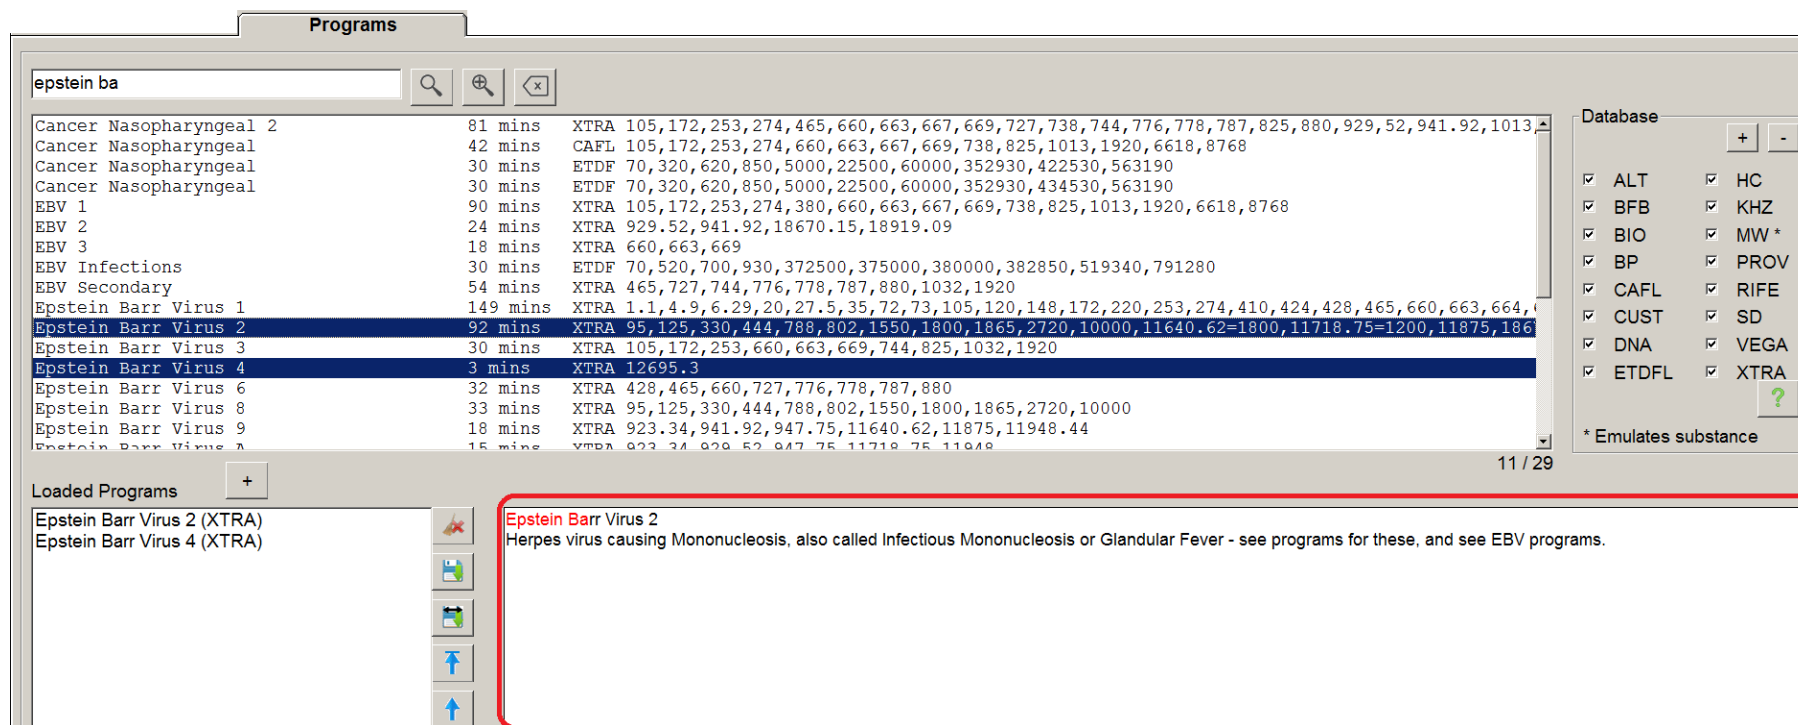 Programs
epstein ba
Cancer Nasopharyngeal 2 81 mins XTRA 105,172,253,274,465,660,663,667,669,727,738,744,776,778,787,825,880,929,52,941.92,1013,
Cancer Nasopharyngeal 42 mins CAFL 105,172,253,274,660,663,667,669,738,825,1013,1920,6618,8768
Cancer Nasopharyngeal 30 mins ETDF 70,320,620,850,5000,22500,60000,352930,422530,563190
Cancer Nasopharyngeal 30 mins ETDF 70,320,620,850,5000,22500,60000,352930,434530,563190
EBV 1 90 mins XTRA 105,172,253,274,380,660,663,667,669,738,825,1013,1920,6618,8768
EBV 2 24 mins XTRA 929.52,941.92,18670.15,18919.09
EBV 3 18 mins XTRA 660,663,669
EBV Infections 30 mins ETDF 70,520,700,930,372500,375000,380000,382850,519340,791280
EBV Secondary 54 mins XTRA 465,727,744,776,778,787,880,1032,1920
Epstein Barr Virus 1 149 mins XTRA 1.1,4.9,6.29,20,27.5,35,72,73,105,120,148,172,220,253,274,410,424,428,465,660,663,664,
Epstein Barr Virus 2 92 mins XTRA 95,125,330,444,788,802,1550,1800,1865,2720,10000,11640.62=1800,11718.75=1200,11875,186
Epstein Barr Virus 3 30 mins XTRA 105,172,253,660,663,669,744,825,1032,1920
Epstein Barr Virus 4 3 mins XTRA 12695.3
Epstein Barr Virus 6 32 mins XTRA 428,465,660,727,776,778,787,880
Epstein Barr Virus 8 33 mins XTRA 95,125,330,444,788,802,1550,1800,1865,2720,10000
Epstein Barr Virus 9 18 mins XTRA 923.34,941.92,947.75,11640.62,11875,11948.44
Epstein Barr Virus A 15 mins XTRA 923.34,929.52,947.75,11718.75,11948
11 / 29
Database
+ -
ALT HC
BFB KHZ
BIO MW *
BP PROV
CAFL RIFE
CUST SD
DNA VEGA
ETDFL XTRA
?
* Emulates substance
Loaded Programs +
Epstein Barr Virus 2 (XTRA)
Epstein Barr Virus 4 (XTRA)
Epstein Barr Virus 2
Herpes virus causing Mononucleosis, also called Infectious Mononucleosis or Glandular Fever - see programs for these, and see EBV programs.